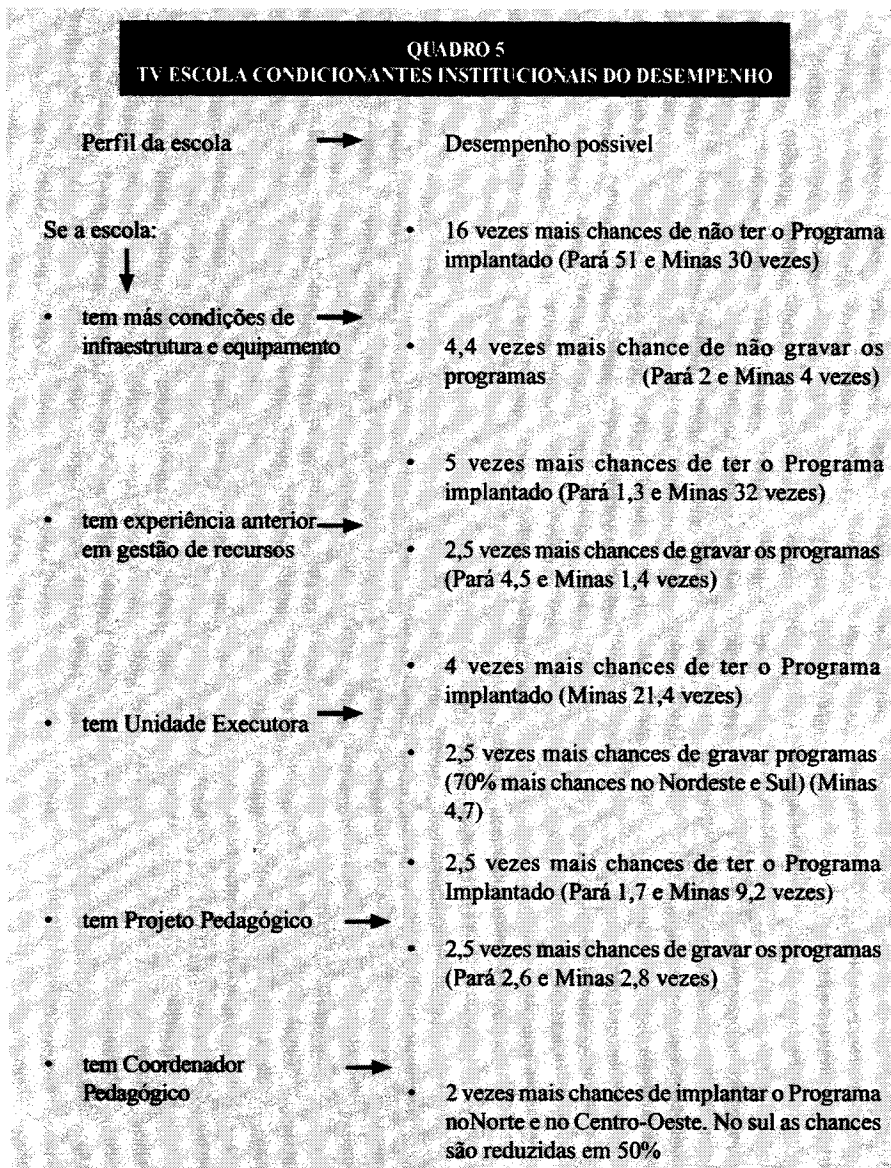 QUADRO 5
TV ESCOLA CONDICIONANTES INSTITUCIONAIS DO DESEMPENHO
Perfil da escola
Desempenho possivel
Se a escola:
• tem más condições de
infraestrutura e equipamento
• 16 vezes mais chances de não ter o Programa
implantado (Pará 51 e Minas 30 vezes)
• 4,4 vezes mais chance de não gravar os
programas (Pará 2 e Minas 4 vezes)
• tem experiência anterior
em gestão de recursos
• 5 vezes mais chances de ter o Programa
implantado (Pará 1,3 e Minas 32 vezes)
• 2,5 vezes mais chances de gravar os programas
(Pará 4,5 e Minas 1,4 vezes)
• tem Unidade Executora
• 4 vezes mais chances de ter o Programa
implantado (Minas 21,4 vezes)
• 2,5 vezes mais chances de gravar programas
(70% mais chances no Nordeste e Sul) (Minas
4,7)
• tem Projeto Pedagógico
• 2,5 vezes mais chances de ter o Programa
Implantado (Pará 1,7 e Minas 9,2 vezes)
• 2,5 vezes mais chances de gravar os programas
(Pará 2,6 e Minas 2,8 vezes)
• tem Coordenador
Pedagógico
• 2 vezes mais chances de implantar o Programa
noNorte e no Centro-Oeste. No sul as chances
são reduzidas em 50%